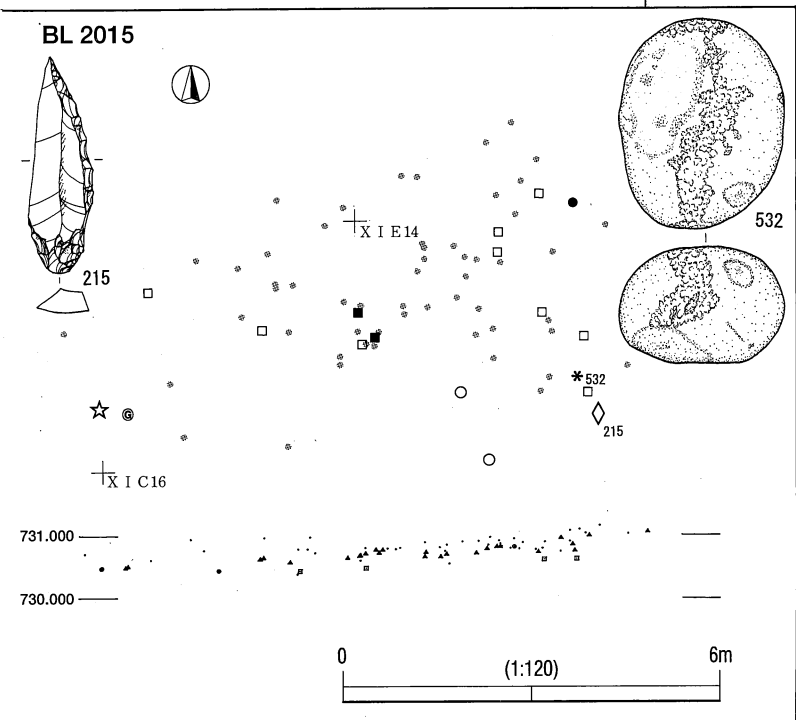 BL 2015
215
532
X I E14
G
* 532
215
X I C16
731.000
730.000
0 (1:120) 6m